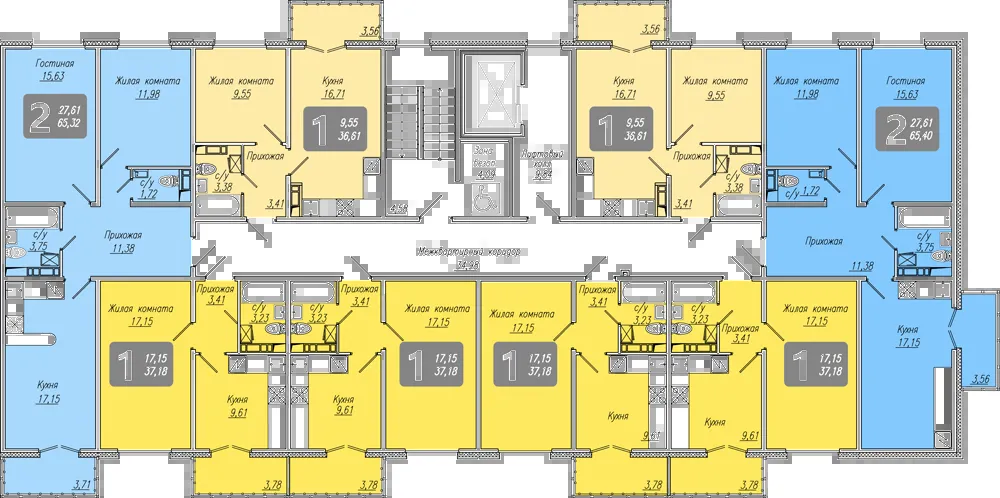 3,56
3,56
Гостиная
15,63
Жилая комната
11,98
Жилая комната
9,55
Кухня
16,71
Кухня
16,71
Жилая комната
9,55
Жилая комната
11,98
Гостиная
15,63
2
27,61
65,32
1
9,55
36,61
1
9,55
36,61
2
27,61
65,40
Прихожая
3,41
с/у
3,38
с/у
1,72
4,56
Зона
безоп.
4,09
Лифтовый
холл
9,84
Прихожая
3,41
с/у
3,38
с/у
1,72
с/у
3,75
Прихожая
11,38
Межквартирный коридор
34,98
Прихожая
11,38
с/у
3,75
Жилая комната
17,15
Прихожая
3,41
с/у
3,23
с/у
3,23
Прихожая
3,41
Жилая комната
17,15
Жилая комната
17,15
Прихожая
3,41
с/у
3,23
с/у
3,23
Прихожая
3,41
Жилая комната
17,15
Кухня
17,15
1
17,15
37,18
1
17,15
37,18
1
17,15
37,18
1
17,15
37,18
Кухня
17,15
Кухня
9,61
Кухня
9,61
Кухня
9,61
Кухня
9,61
3,56
3,71
3,78
3,78
3,78
3,78